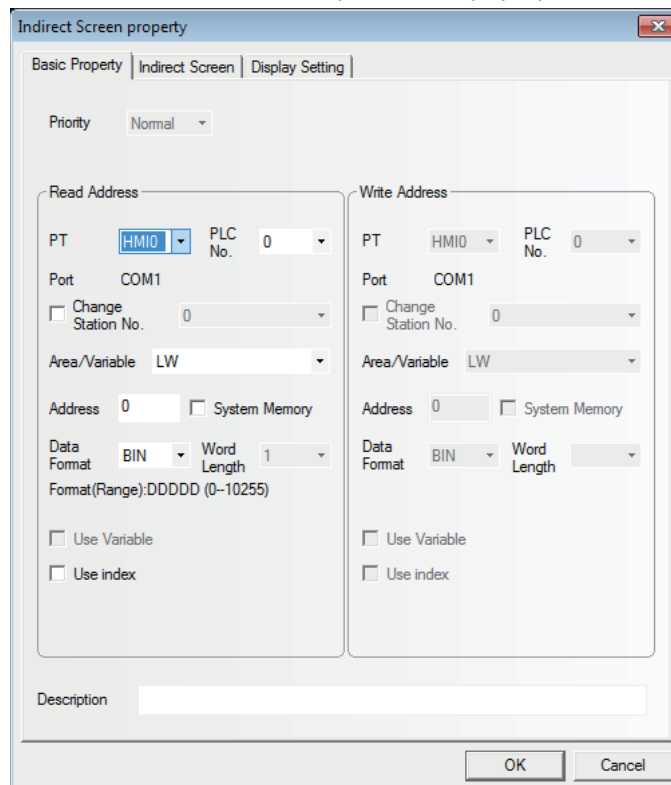 Indirect Screen property
Basic Property Indirect Screen Display Setting
Priority Normal
Read Address
PT HMI0 PLC No. 0
Port COM1
Change Station No. 0
Area/Variable LW
Address 0 System Memory
Data Format BIN Word Length 1
Format(Range):DDDDD (0--10255)
Use Variable
Use index
Write Address
PT HMI0 PLC No. 0
Port COM1
Change Station No. 0
Area/Variable LW
Address 0 System Memory
Data Format BIN Word Length
Use Variable
Use index
Description
OK Cancel